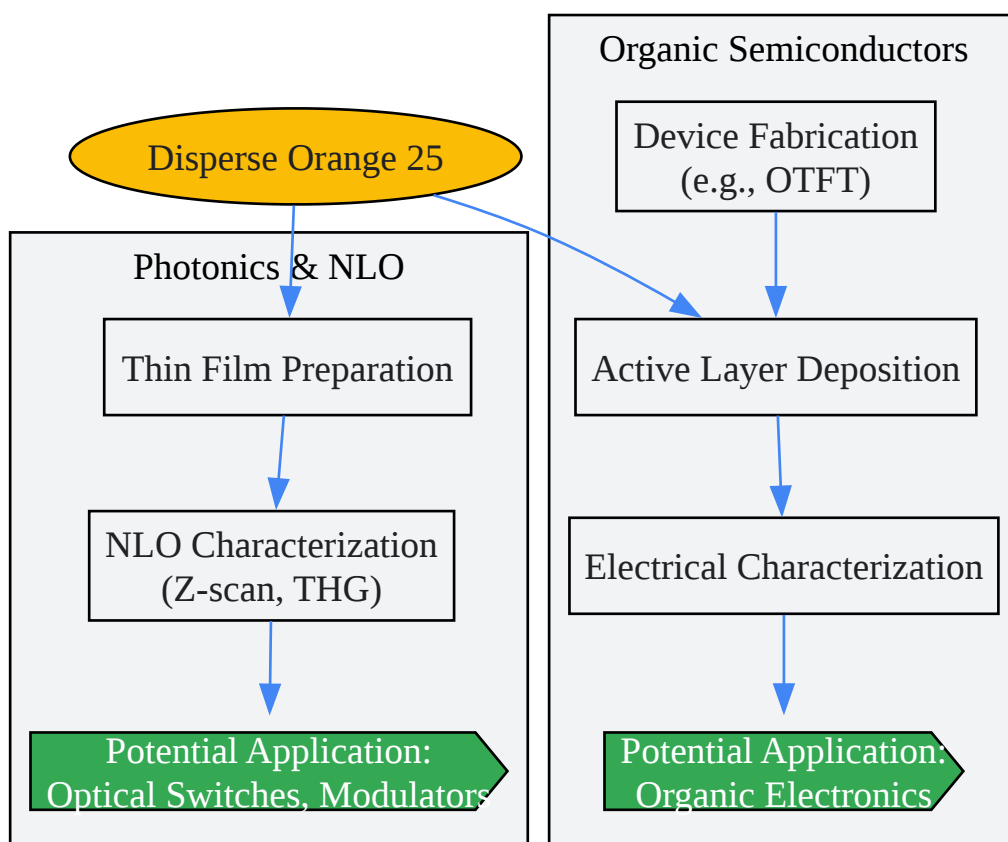 Organic Semiconductors
Device Fabrication
(e.g., OTFT)
Disperse Orange 25
Photonics & NLO
Thin Film Preparation
Active Layer Deposition
NLO Characterization
(Z-scan, THG)
Electrical Characterization
Potential Application:
Optical Switches, Modulators
Potential Application:
Organic Electronics